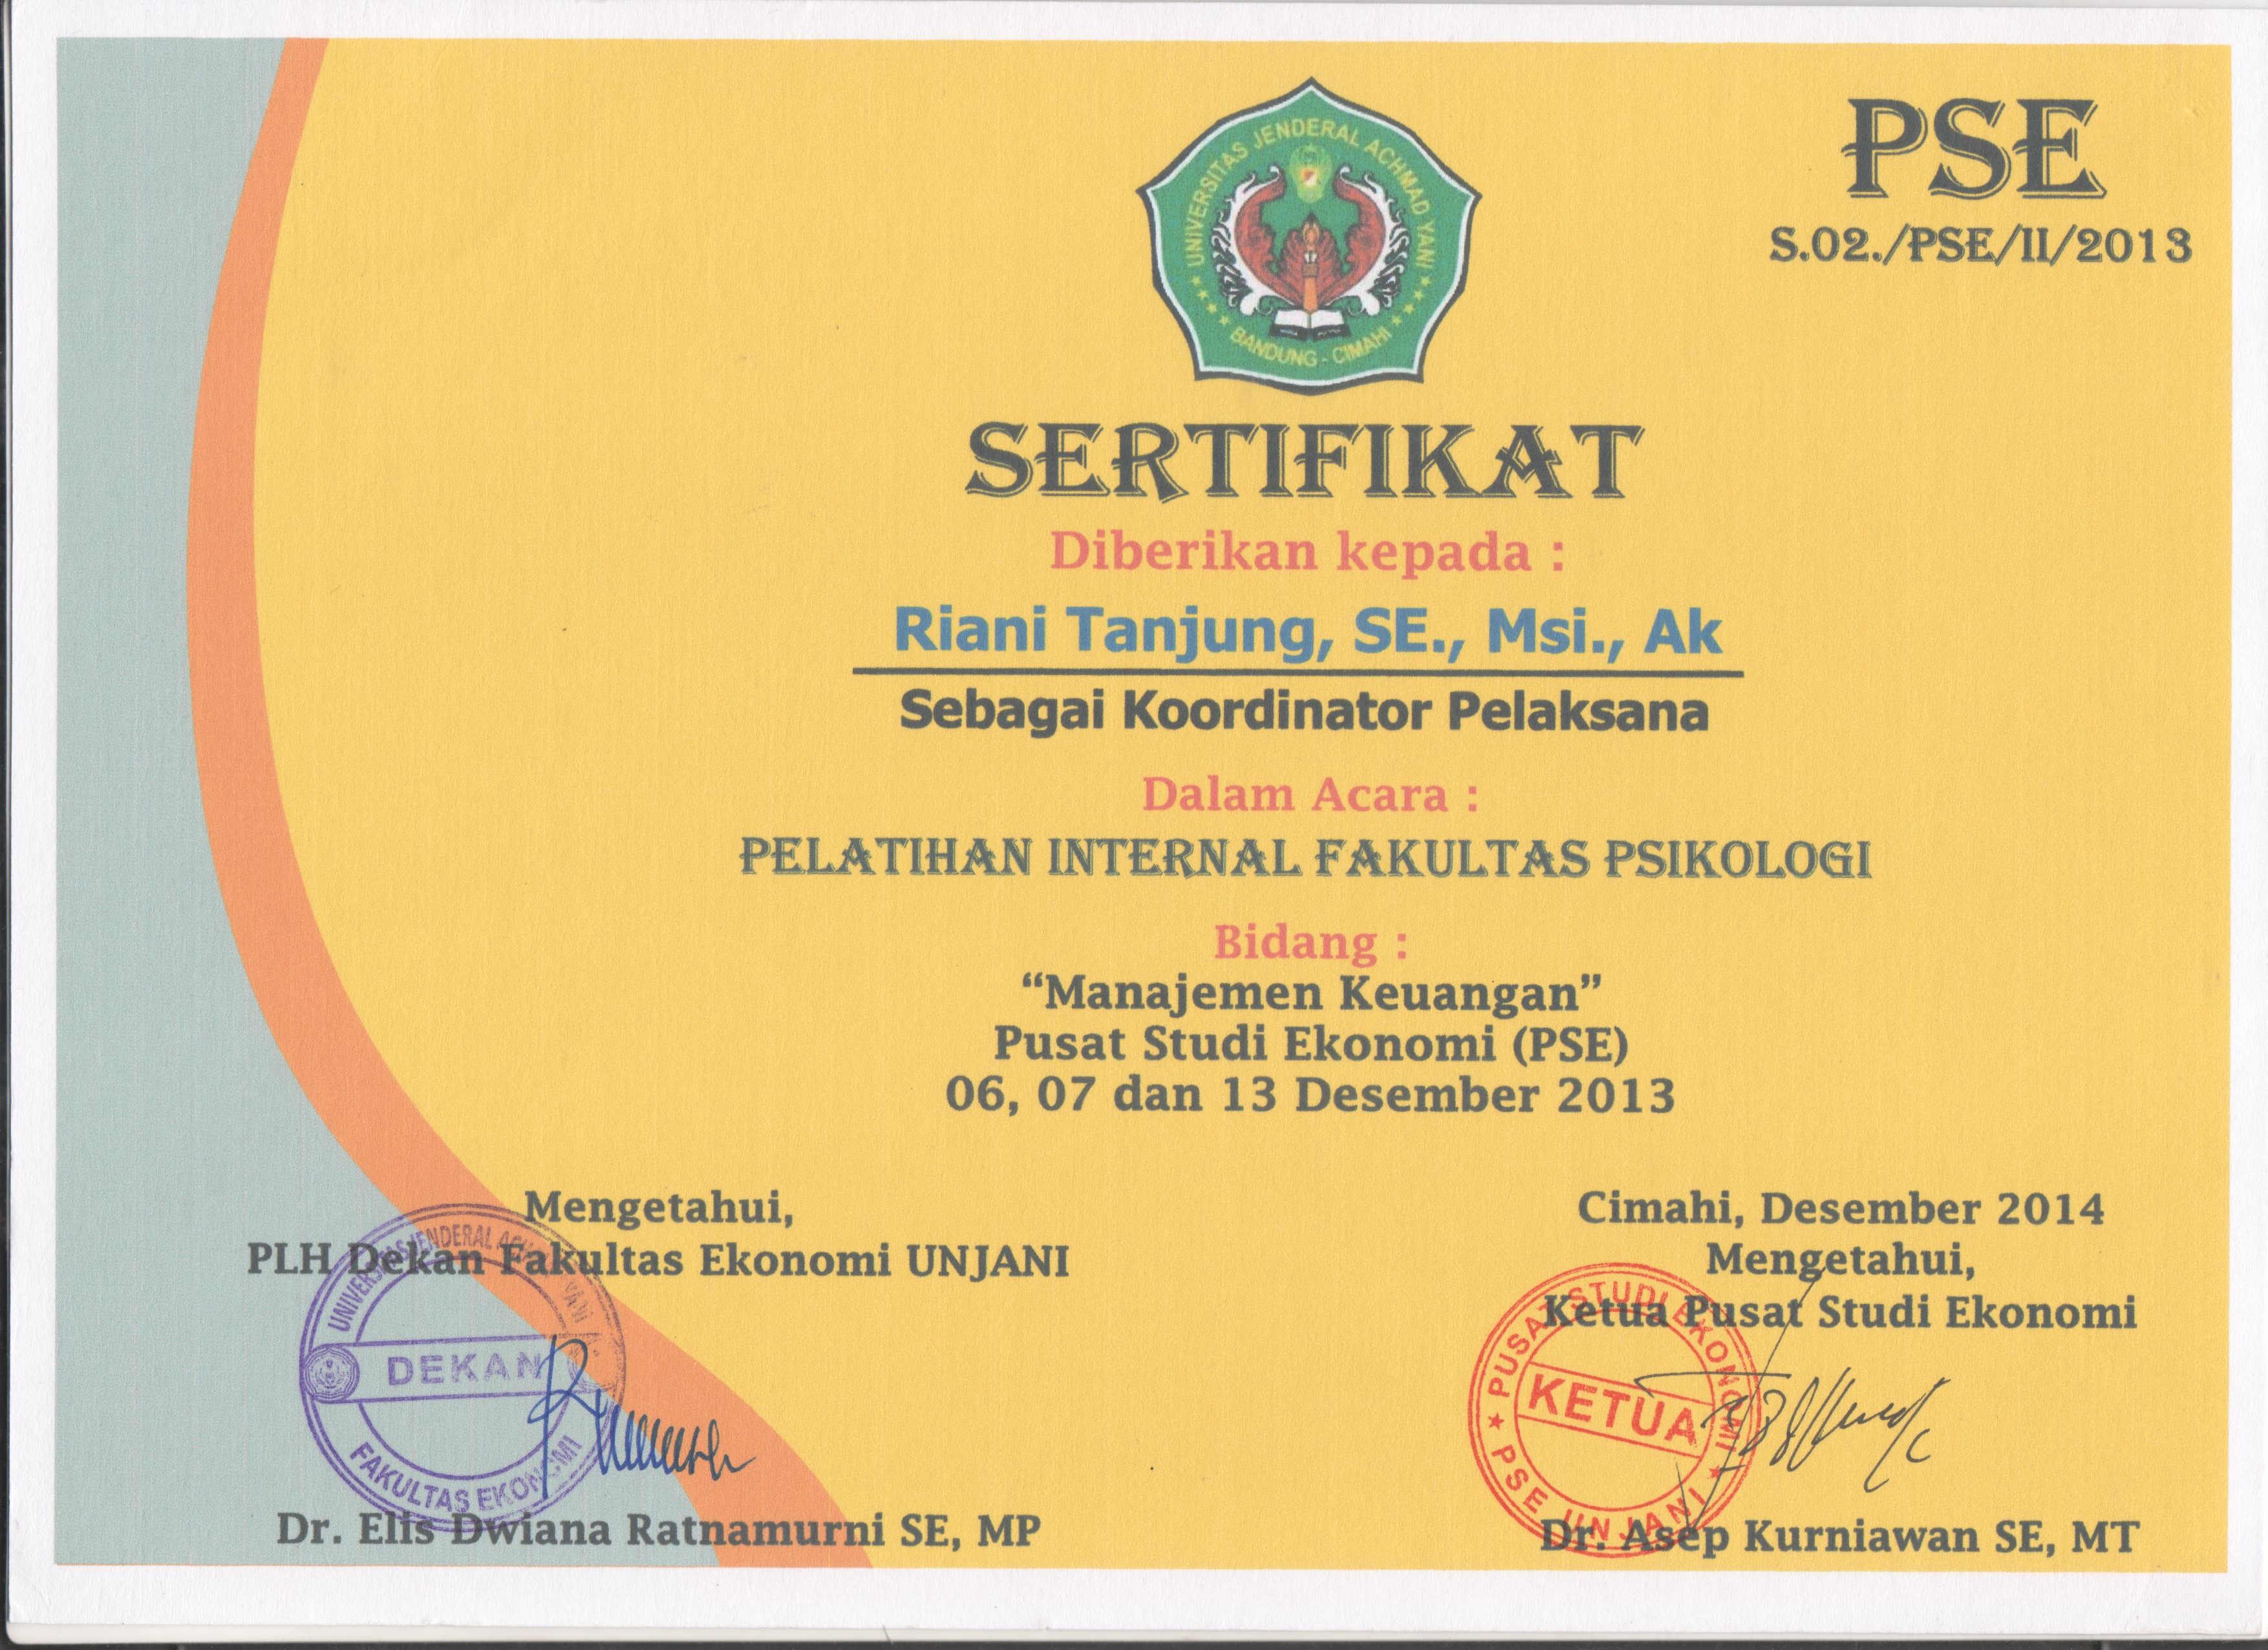 UNIVERSITAS JENDERAL ACHMAD YANI
BANDUNG - CIMAHI
PSE
S.02./PSE/II/2013
SERTIFIKAT
Diberikan kepada :
Riani Tanjung, SE., Msi., Ak
Sebagai Koordinator Pelaksana
Dalam Acara :
PELATIHAN INTERNAL FAKULTAS PSIKOLOGI
Bidang :
“Manajemen Keuangan”
Pusat Studi Ekonomi (PSE)
06, 07 dan 13 Desember 2013
Mengetahui,
PLH Dekan Fakultas Ekonomi UNJANI
UNIVERSITAS JENDERAL ACHMAD YANI
DEKAN
FAKULTAS EKONOMI
Dr. Elis Dwiana Ratnamurni SE, MP
Cimahi, Desember 2014
Mengetahui,
Ketua Pusat Studi Ekonomi
PUSAT STUDI EKONOMI
KETUA
PSE UNJANI
Dr. Asep Kurniawan SE, MT